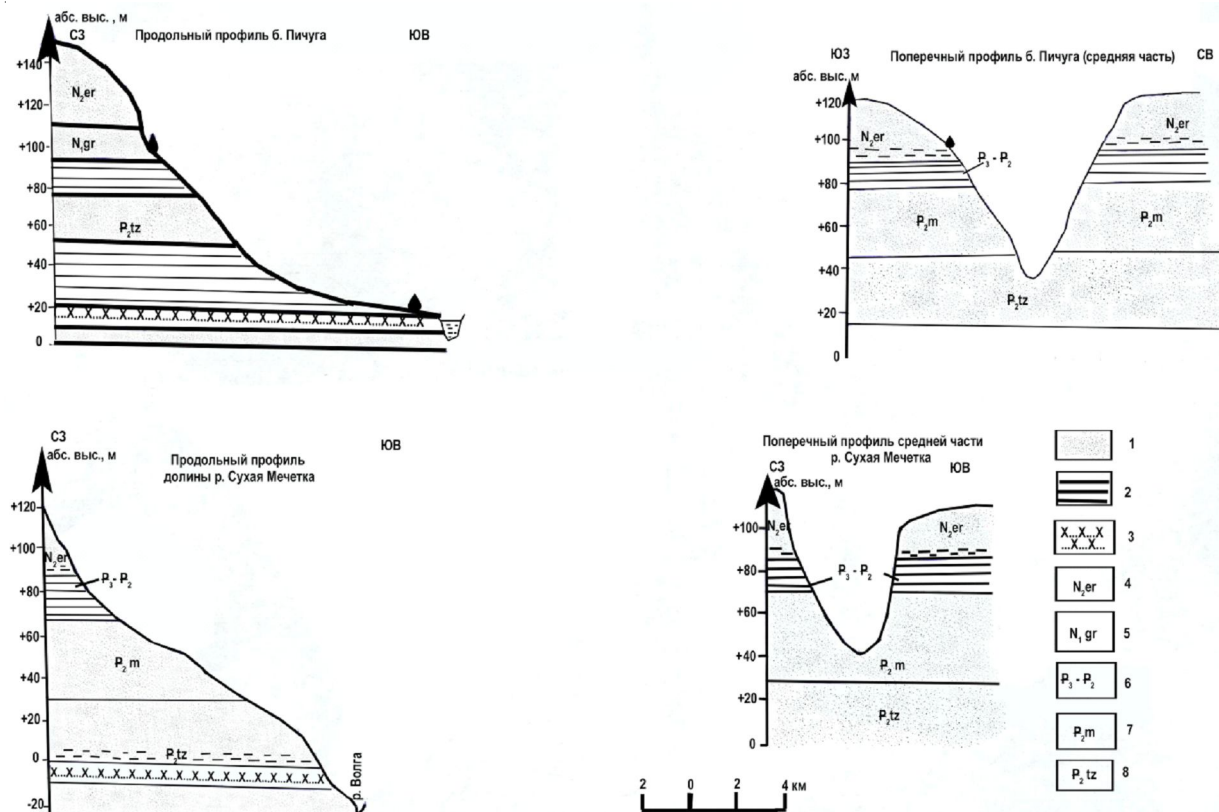 абс. выс. , м
СЗ Продольный профиль б. Пичуга ЮВ
+140
N₂er
+120
N₁gr
+100
+80
P₂tz
+60
+40
+20
X X X X X X X X X X X X X X
0
ЮЗ Поперечный профиль б. Пичуга (средняя часть) СВ
абс. выс. м
+120
N₂er N₂er
+100
P₃ - P₂
+80
P₂m P₂m
+60
+40
P₂tz
+20
0
СЗ ЮВ
абс. выс., м
Продольный профиль
долины р. Сухая Мечетка
+120
+100
N₂er
P₃ - P₂
+80
+60
P₂ m
+40
+20
P₂tz
0
X X X X X X X X X X X X X X
р. Волга
-20
Поперечный профиль средней части
р. Сухая Мечетка
СЗ ЮВ
абс. выс., м
+100 N₂er N₂er
+80 P₃ - P₂
+60
+40
P₂ m
+20
P₂tz
0
2 0 2 4 км
1
2
X...X...X
...X...X...
3
N₂er 4
N₁ gr 5
P₃ - P₂ 6
P₂m 7
P₂ tz 8